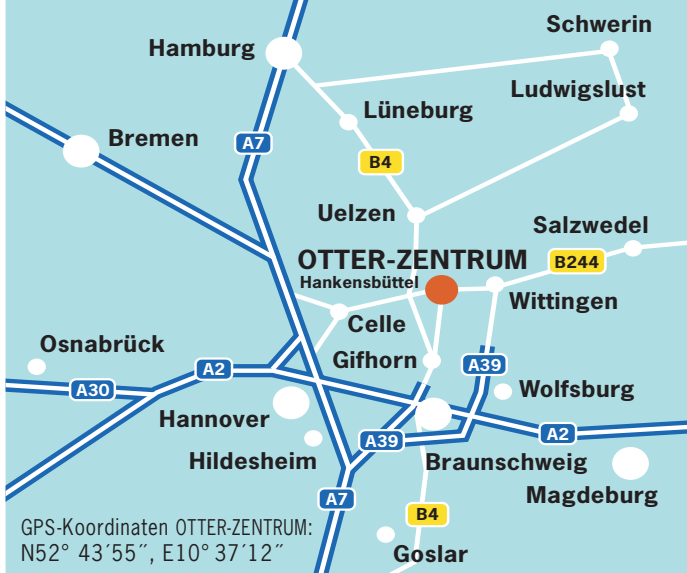 Schwerin
Hamburg
Ludwigslust
Lüneburg
Bremen
A7
B4
Uelzen
Salzwedel
OTTER-ZENTRUM
B244
Hankensbüttel
Wittingen
Celle
Osnabrück
Gifhorn
A39
A2
A30
Wolfsburg
Hannover
A39
A2
Hildesheim
Braunschweig
Magdeburg
A7
B4
GPS-Koordinaten OTTER-ZENTRUM:
N52° 43´55˝, E10° 37´12˝
Goslar